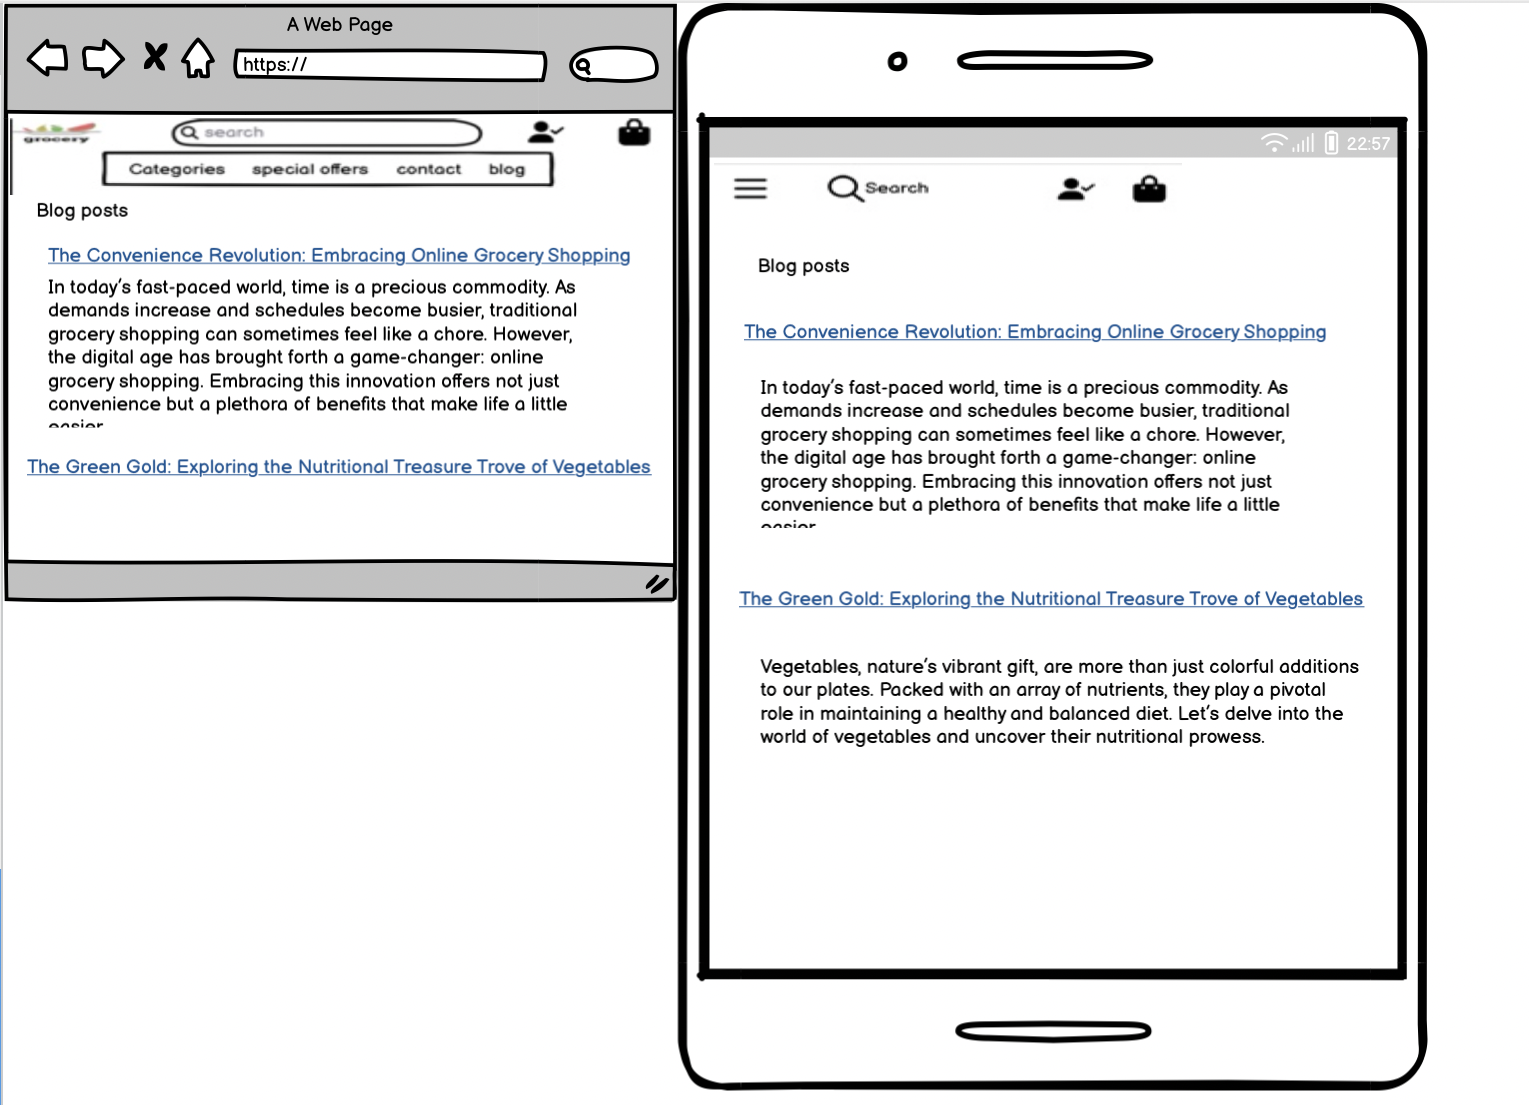 A Web Page
https://
grocery
search
Categories special offers contact blog
Blog posts
The Convenience Revolution: Embracing Online Grocery Shopping
In today's fast-paced world, time is a precious commodity. As
demands increase and schedules become busier, traditional
grocery shopping can sometimes feel like a chore. However,
the digital age has brought forth a game-changer: online
grocery shopping. Embracing this innovation offers not just
convenience but a plethora of benefits that make life a little
easier.
The Green Gold: Exploring the Nutritional Treasure Trove of Vegetables
22:57
Search
Blog posts
The Convenience Revolution: Embracing Online Grocery Shopping
In today's fast-paced world, time is a precious commodity. As
demands increase and schedules become busier, traditional
grocery shopping can sometimes feel like a chore. However,
the digital age has brought forth a game-changer: online
grocery shopping. Embracing this innovation offers not just
convenience but a plethora of benefits that make life a little
easier.
The Green Gold: Exploring the Nutritional Treasure Trove of Vegetables
Vegetables, nature's vibrant gift, are more than just colorful additions
to our plates. Packed with an array of nutrients, they play a pivotal
role in maintaining a healthy and balanced diet. Let's delve into the
world of vegetables and uncover their nutritional prowess.